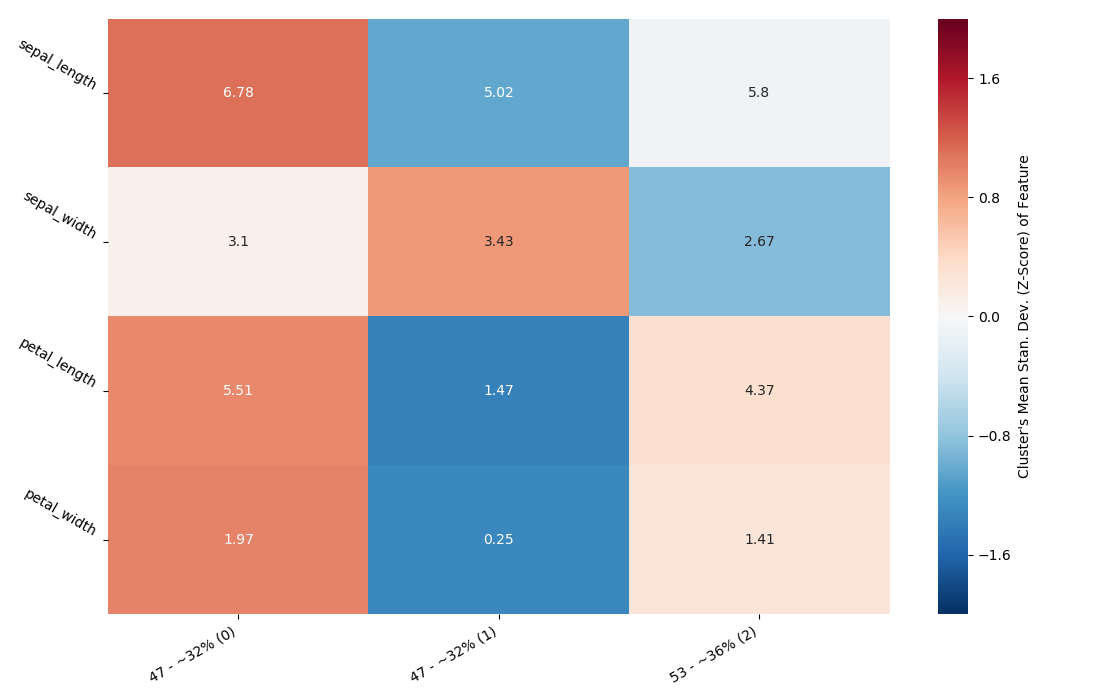 sepal_length
6.78
5.02
5.8
sepal_width
3.1
3.43
2.67
petal_length
5.51
1.47
4.37
petal_width
1.97
0.25
1.41
47 - ~32% (0)
47 - ~32% (1)
53 - ~36% (2)
1.6
0.8
0.0
−0.8
−1.6
Cluster's Mean Stan. Dev. (Z-Score) of Feature